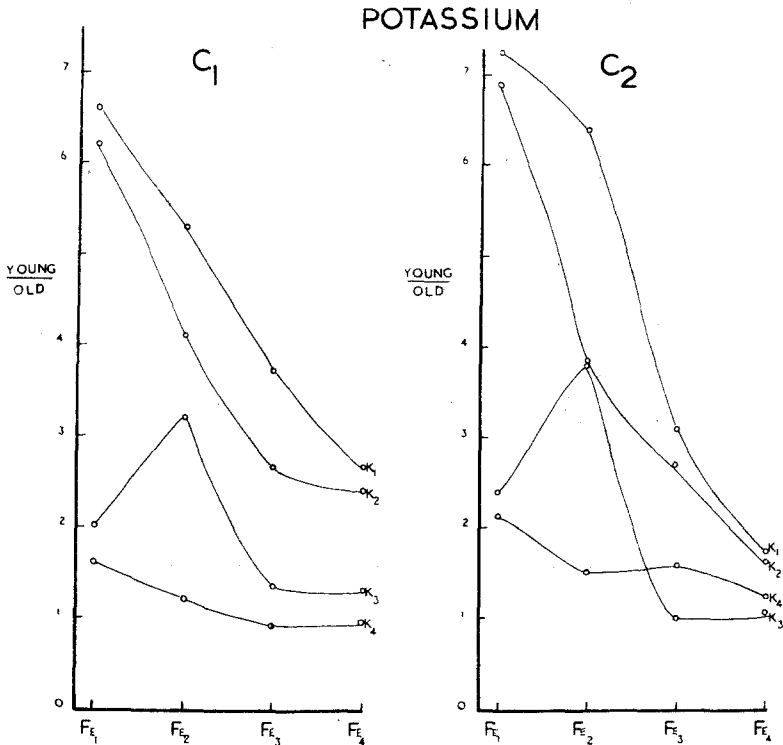 POTASSIUM
C1
C2
7
6
YOUNG
OLD
4
3
2
1
0
K1
K2
K3
K4
FE1
FE2
FE3
FE4
7
6
YOUNG
OLD
4
3
2
1
0
K1
K2
K4
K3
FE1
FE2
FE3
FE4